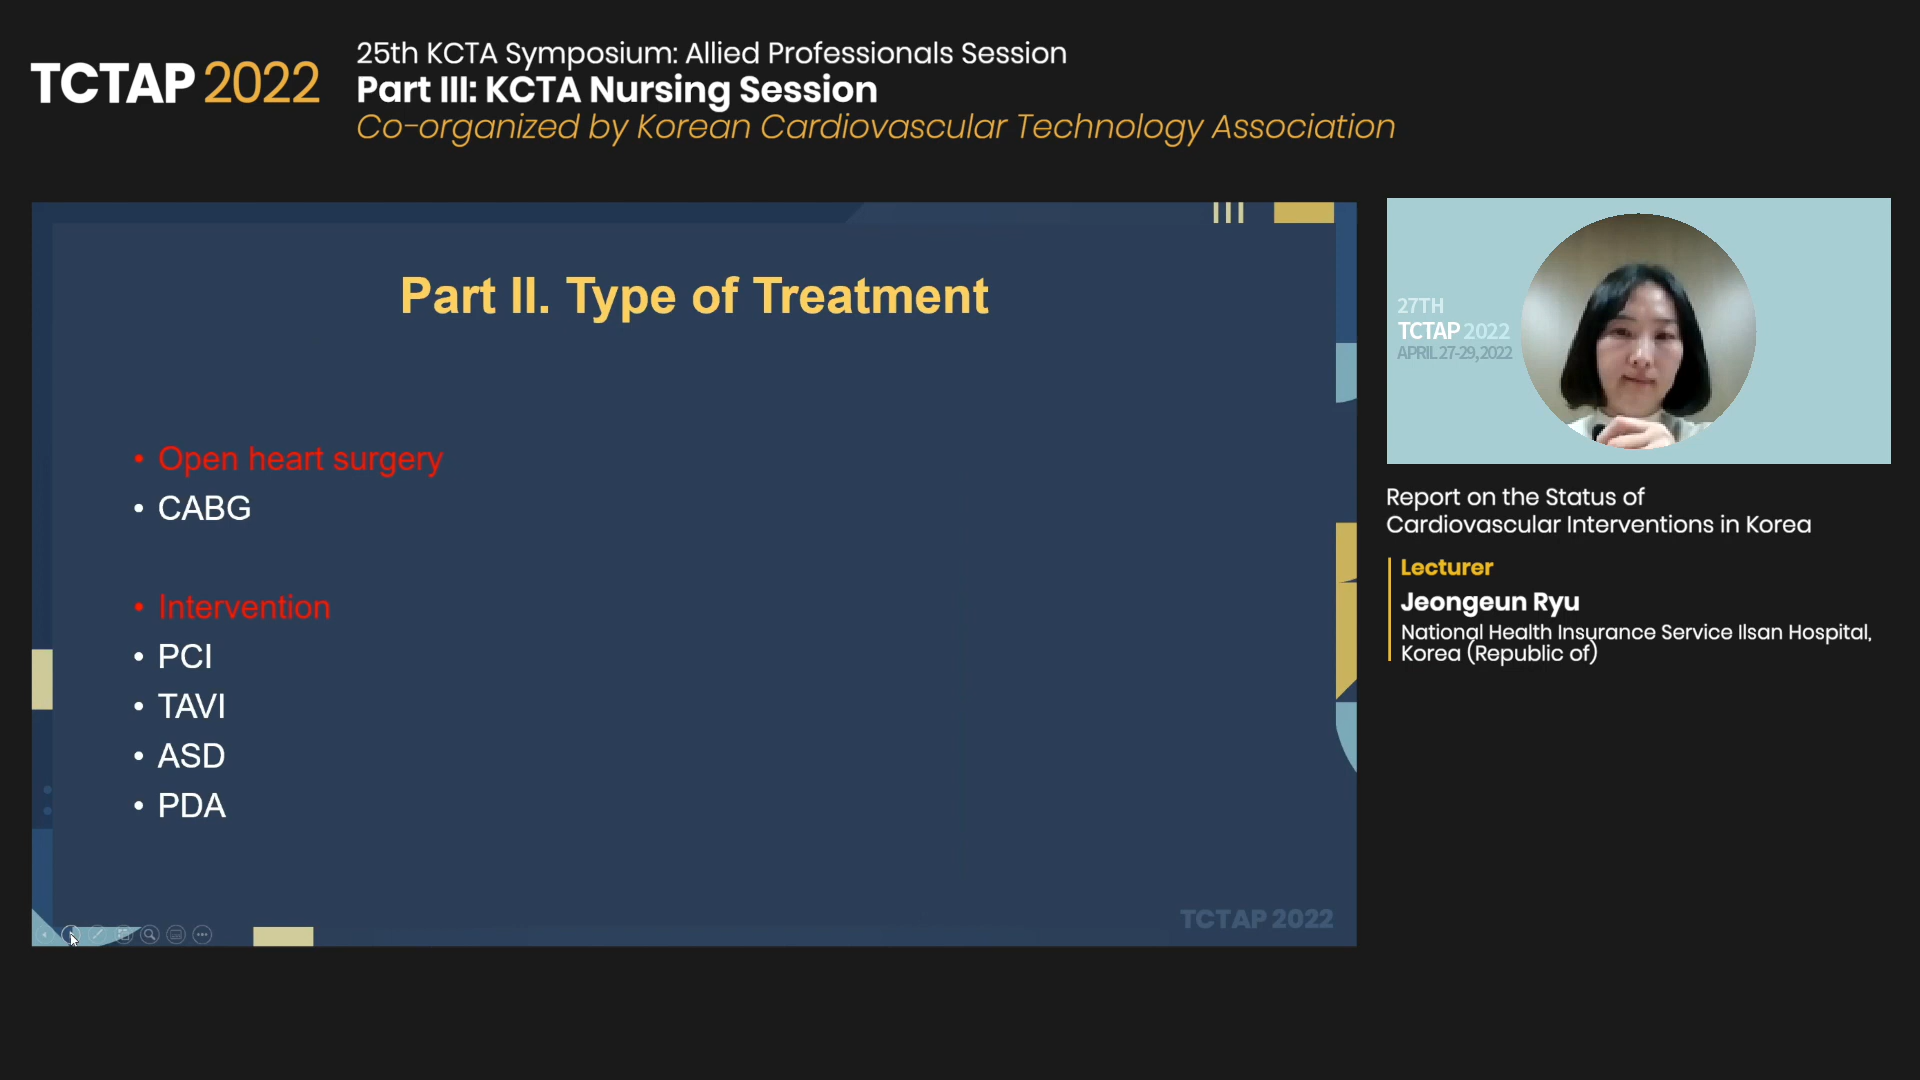 TCTAP 2022
25th KCTA Symposium: Allied Professionals Session
Part III: KCTA Nursing Session
Co-organized by Korean Cardiovascular Technology Association
Part II. Type of Treatment
• Open heart surgery
• CABG
• Intervention
• PCI
• TAVI
• ASD
• PDA
TCTAP 2022
27TH
TCTAP 2022
APRIL 27-29, 2022
Report on the Status of
Cardiovascular Interventions in Korea
Lecturer
Jeongeun Ryu
National Health Insurance Service Ilsan Hospital,
Korea (Republic of)